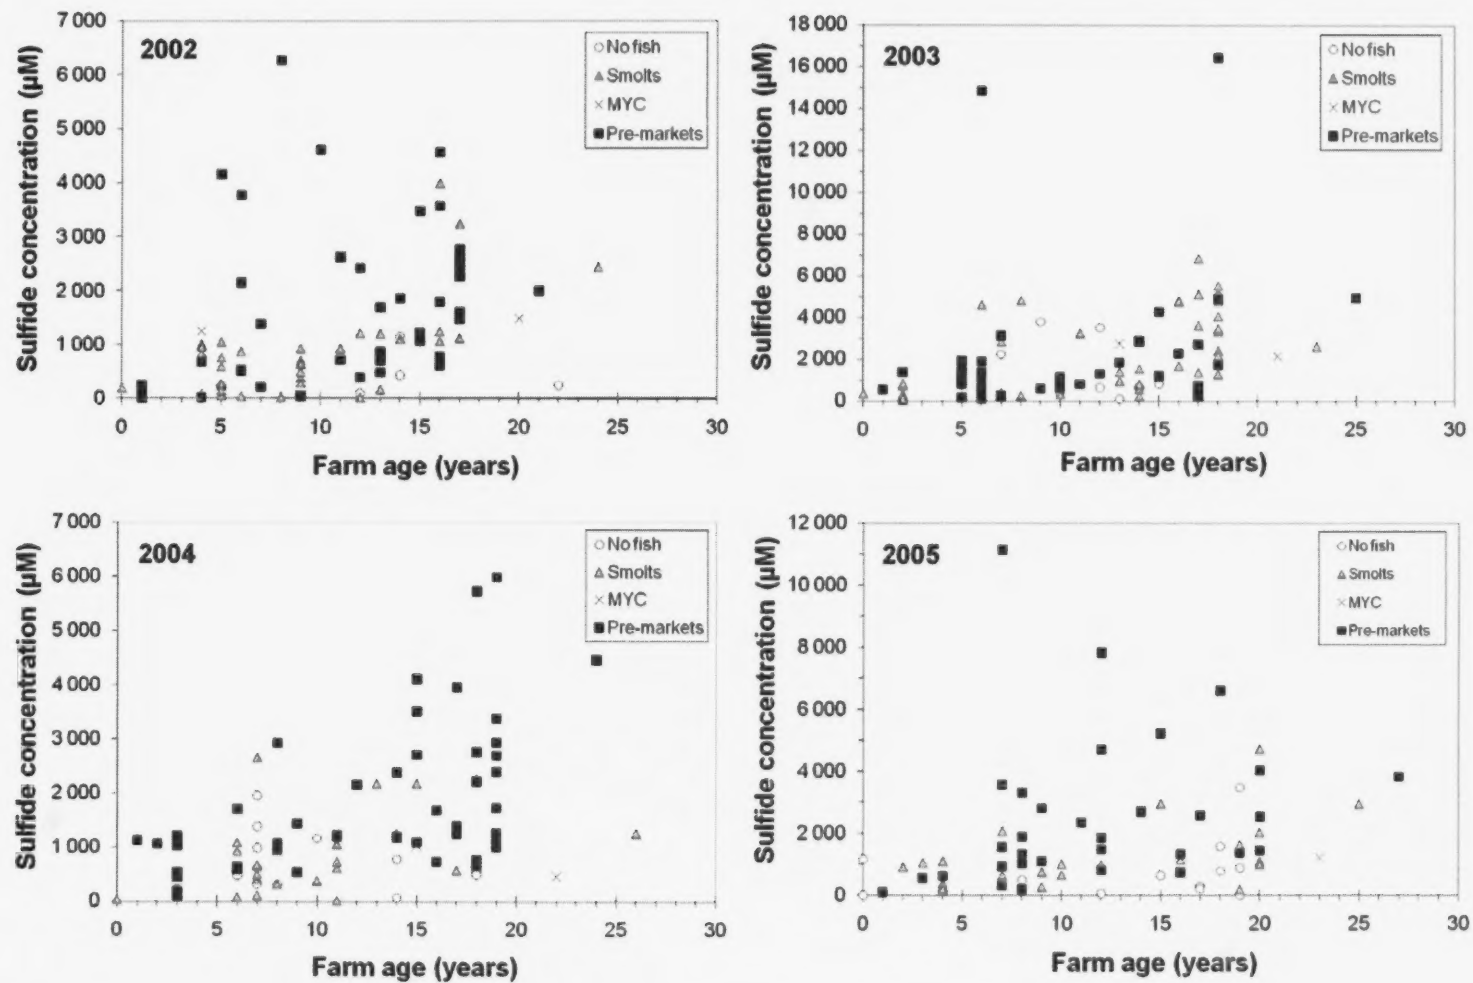 7 000
6 000
5 000
4 000
3 000
2 000
1 000
0
Sulfide concentration (µM)
2002
No fish
Smolts
MYC
Pre-markets
0 5 10 15 20 25 30
Farm age (years)
18 000
16 000
14 000
12 000
10 000
8 000
6 000
4 000
2 000
0
Sulfide concentration (µM)
2003
No fish
Smolts
MYC
Pre-markets
0 5 10 15 20 25 30
Farm age (years)
7 000
6 000
5 000
4 000
3 000
2 000
1 000
0
Sulfide concentration (µM)
2004
No fish
Smolts
MYC
Pre-markets
0 5 10 15 20 25 30
Farm age (years)
12 000
10 000
8 000
6 000
4 000
2 000
0
Sulfide concentration (µM)
2005
No fish
Smolts
MYC
Pre-markets
0 5 10 15 20 25 30
Farm age (years)